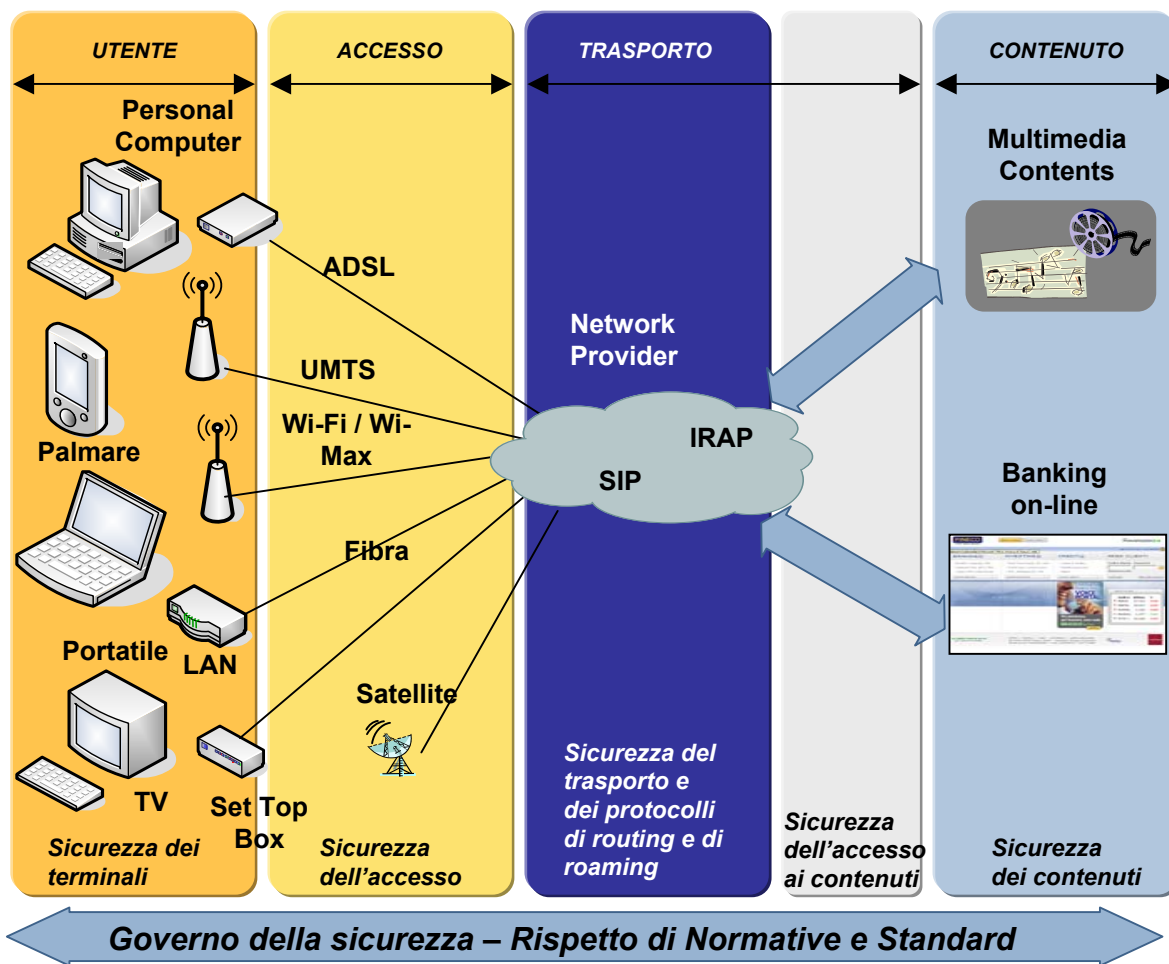 UTENTE
ACCESSO
TRASPORTO
CONTENUTO
Personal
Computer
ADSL
UMTS
Wi-Fi / Wi-
Max
Palmare
Fibra
Portatile
LAN
Satellite
TV
Set Top
Box
Network
Provider
IRAP
SIP
Multimedia
Contents
Banking
on-line
Sicurezza dei
terminali
Sicurezza
dell’accesso
Sicurezza del
trasporto e
dei protocolli
di routing e di
roaming
Sicurezza
dell’accesso
ai contenuti
Sicurezza
dei contenuti
Governo della sicurezza – Rispetto di Normative e Standard